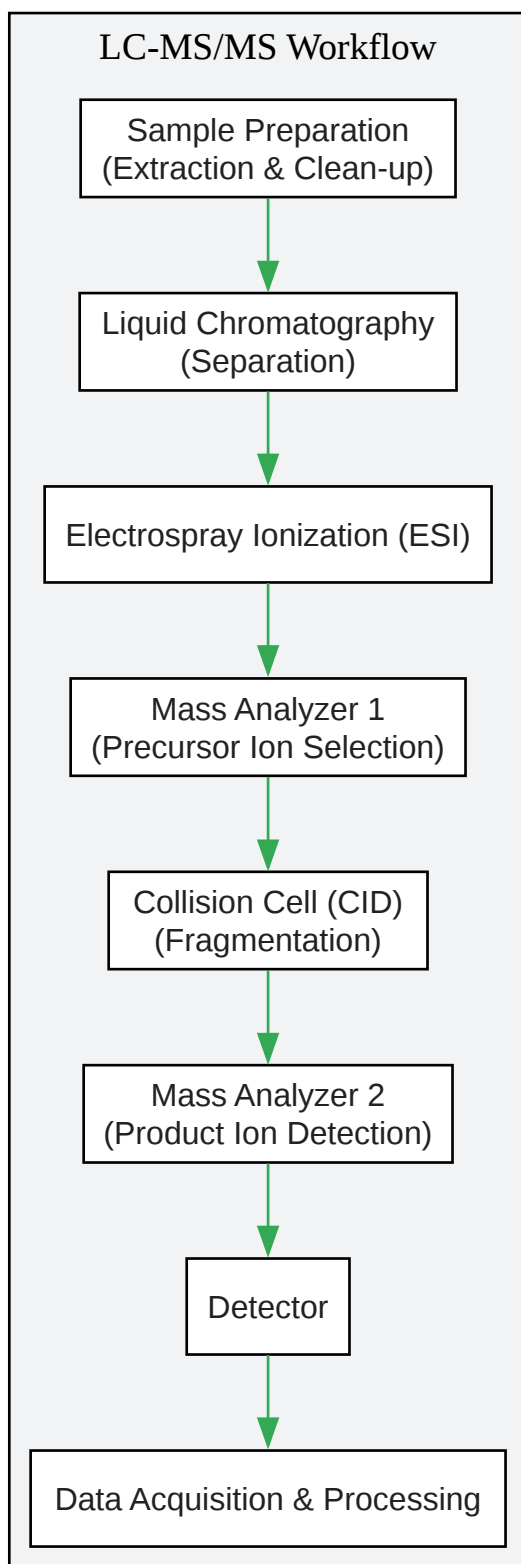 LC-MS/MS Workflow
Sample Preparation
(Extraction & Clean-up)
Liquid Chromatography
(Separation)
Electrospray Ionization (ESI)
Mass Analyzer 1
(Precursor Ion Selection)
Collision Cell (CID)
(Fragmentation)
Mass Analyzer 2
(Product Ion Detection)
Detector
Data Acquisition & Processing